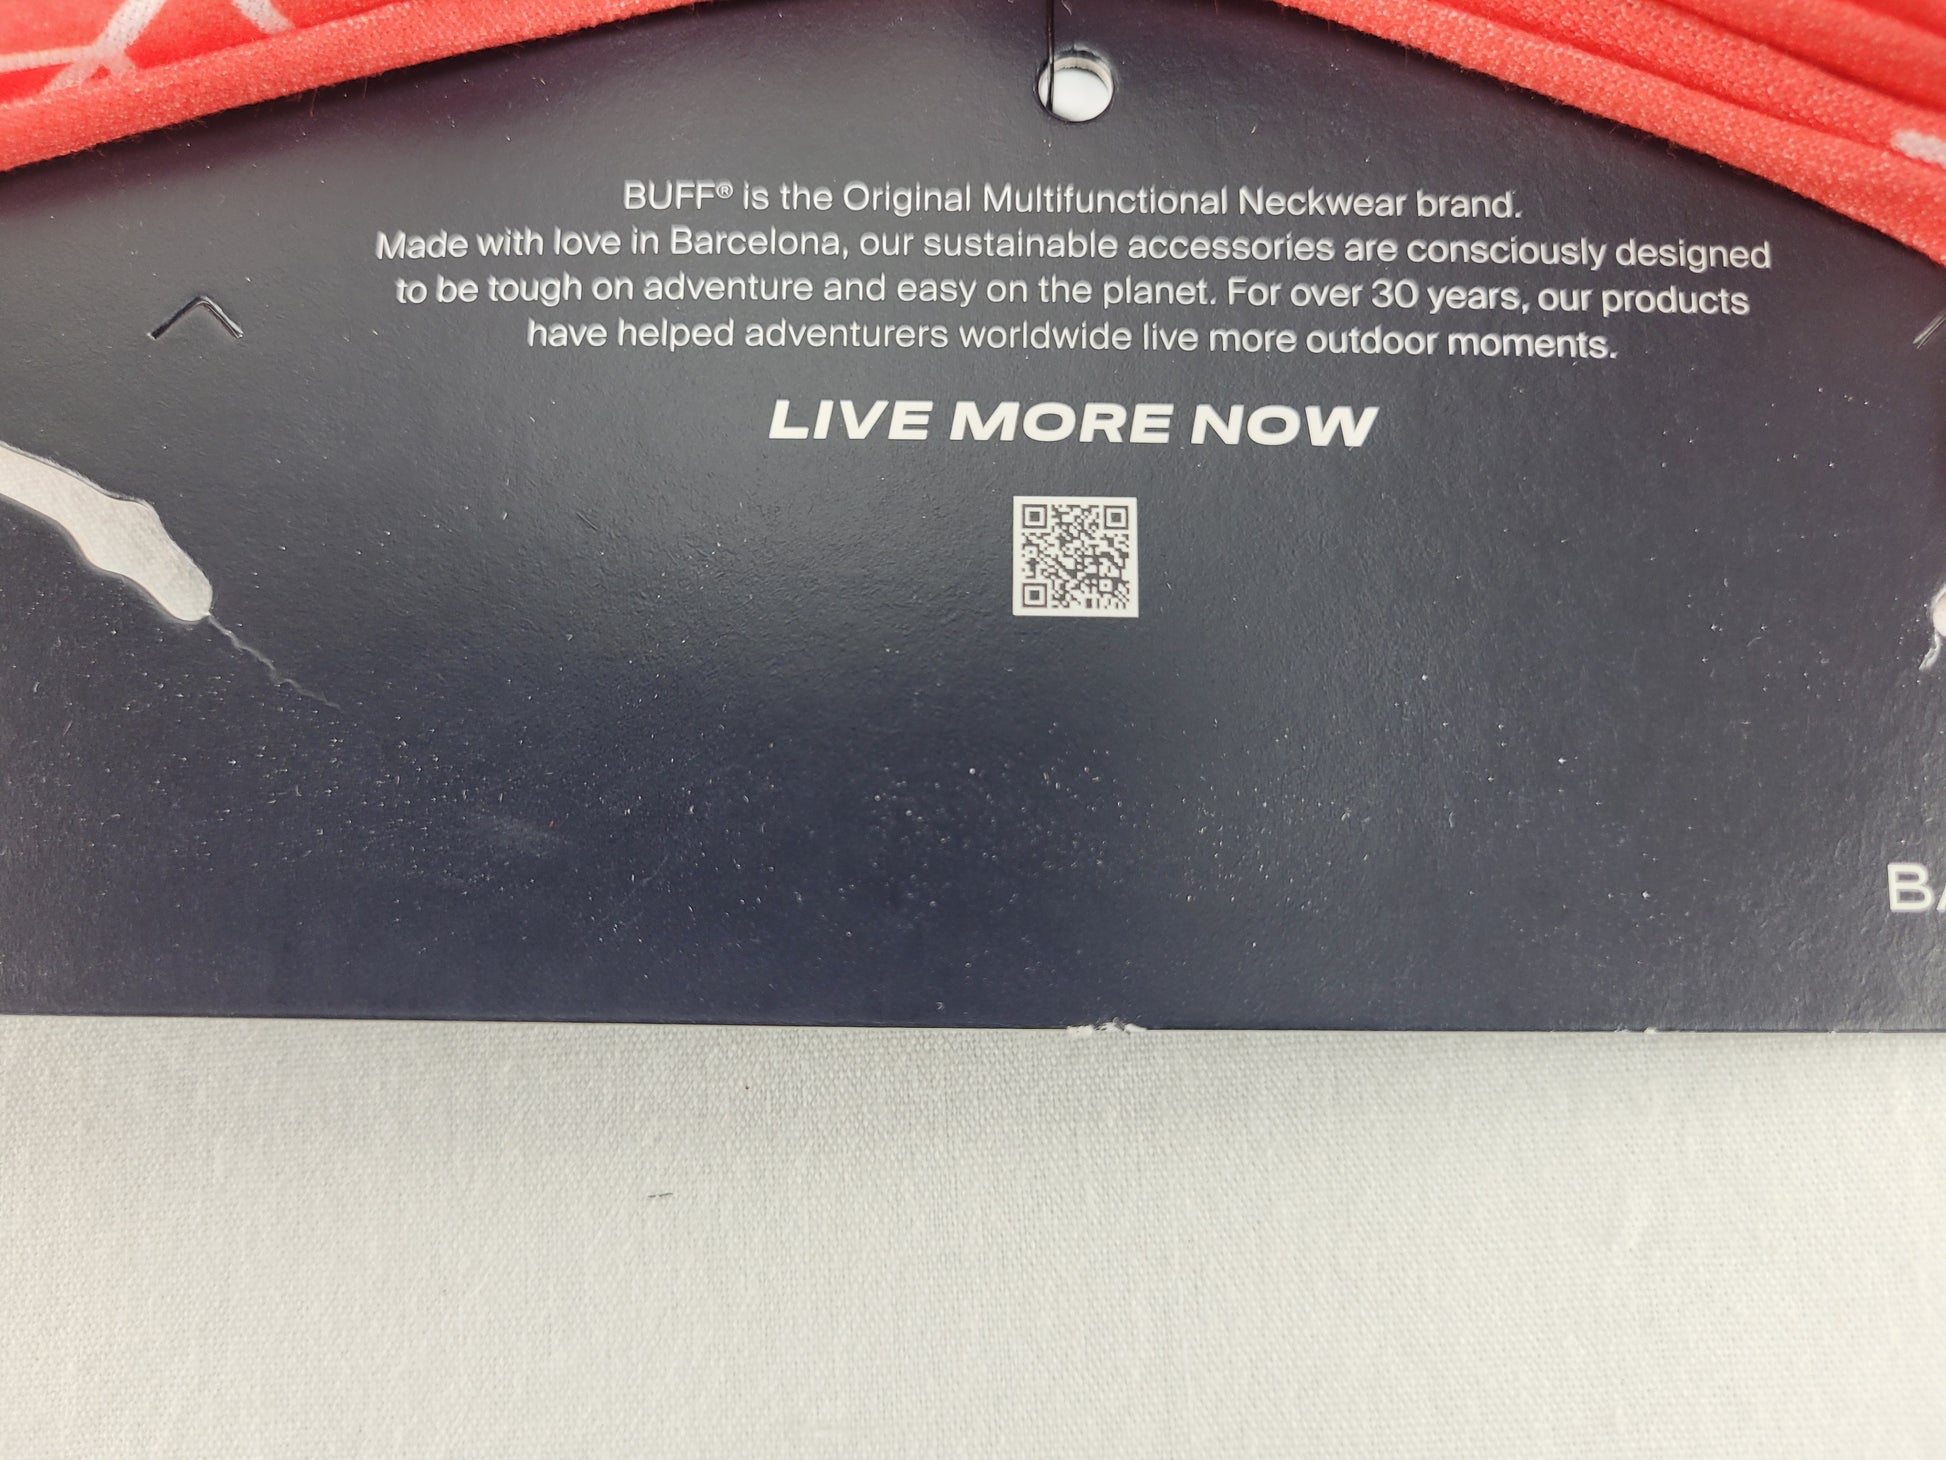 BUFF® is the Original Multifunctional Neckwear brand.
Made with love in Barcelona, our sustainable accessories are consciously designed
to be tough on adventure and easy on the planet. For over 30 years, our products
have helped adventurers worldwide live more outdoor moments.
LIVE MORE NOW